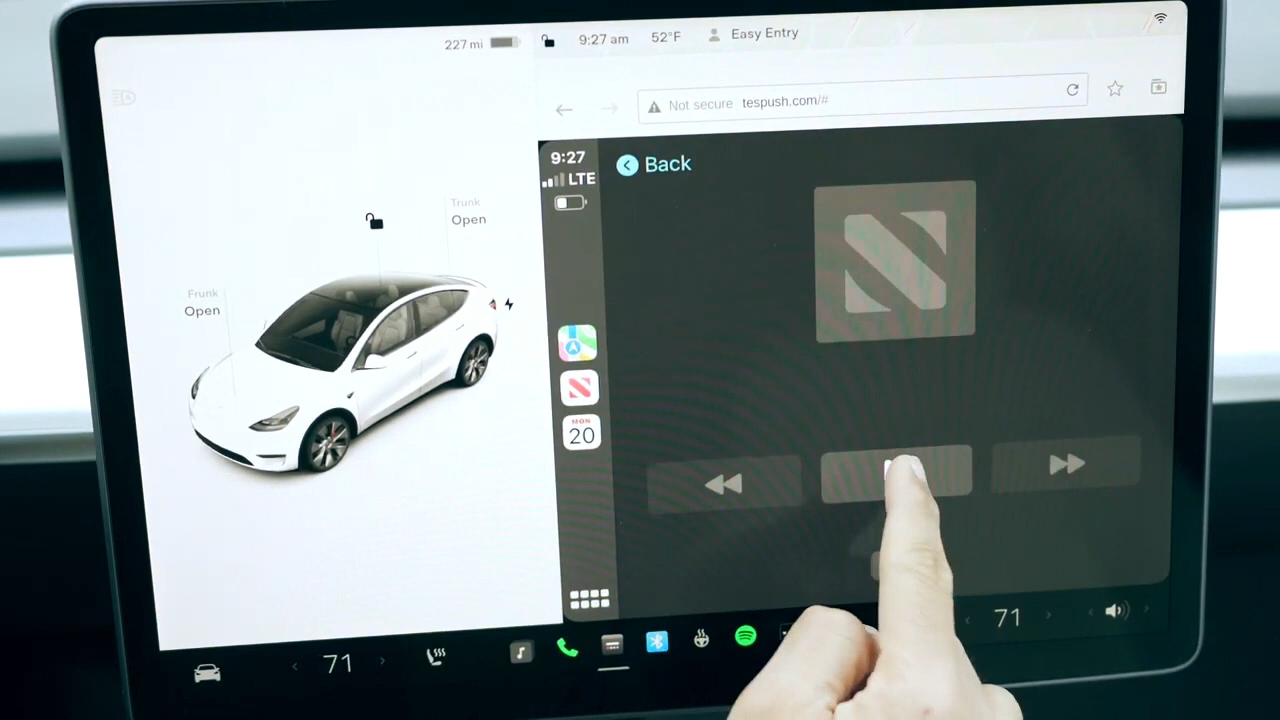 227 mi
9:27 am 52°F Easy Entry
Not secure tespush.com/#
9:27
LTE
Back
Trunk
Open
Frunk
Open
MON
20
71
71